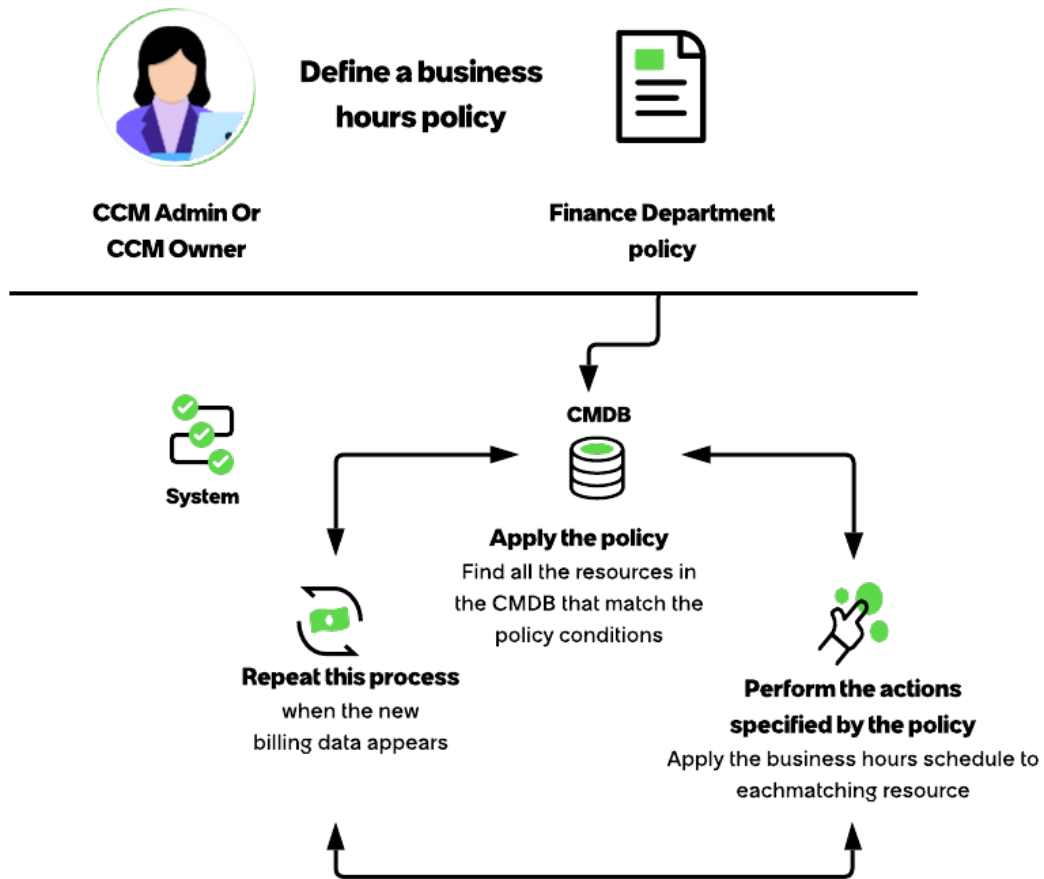 Define a business
hours policy
CCM Admin Or
CCM Owner
Finance Department
policy
CMDB
System
Apply the policy
Find all the resources in
the CMDB that match the
policy conditions
Repeat this process
when the new
billing data appears
Perform the actions
specified by the policy
Apply the business hours schedule to
eachmatching resource